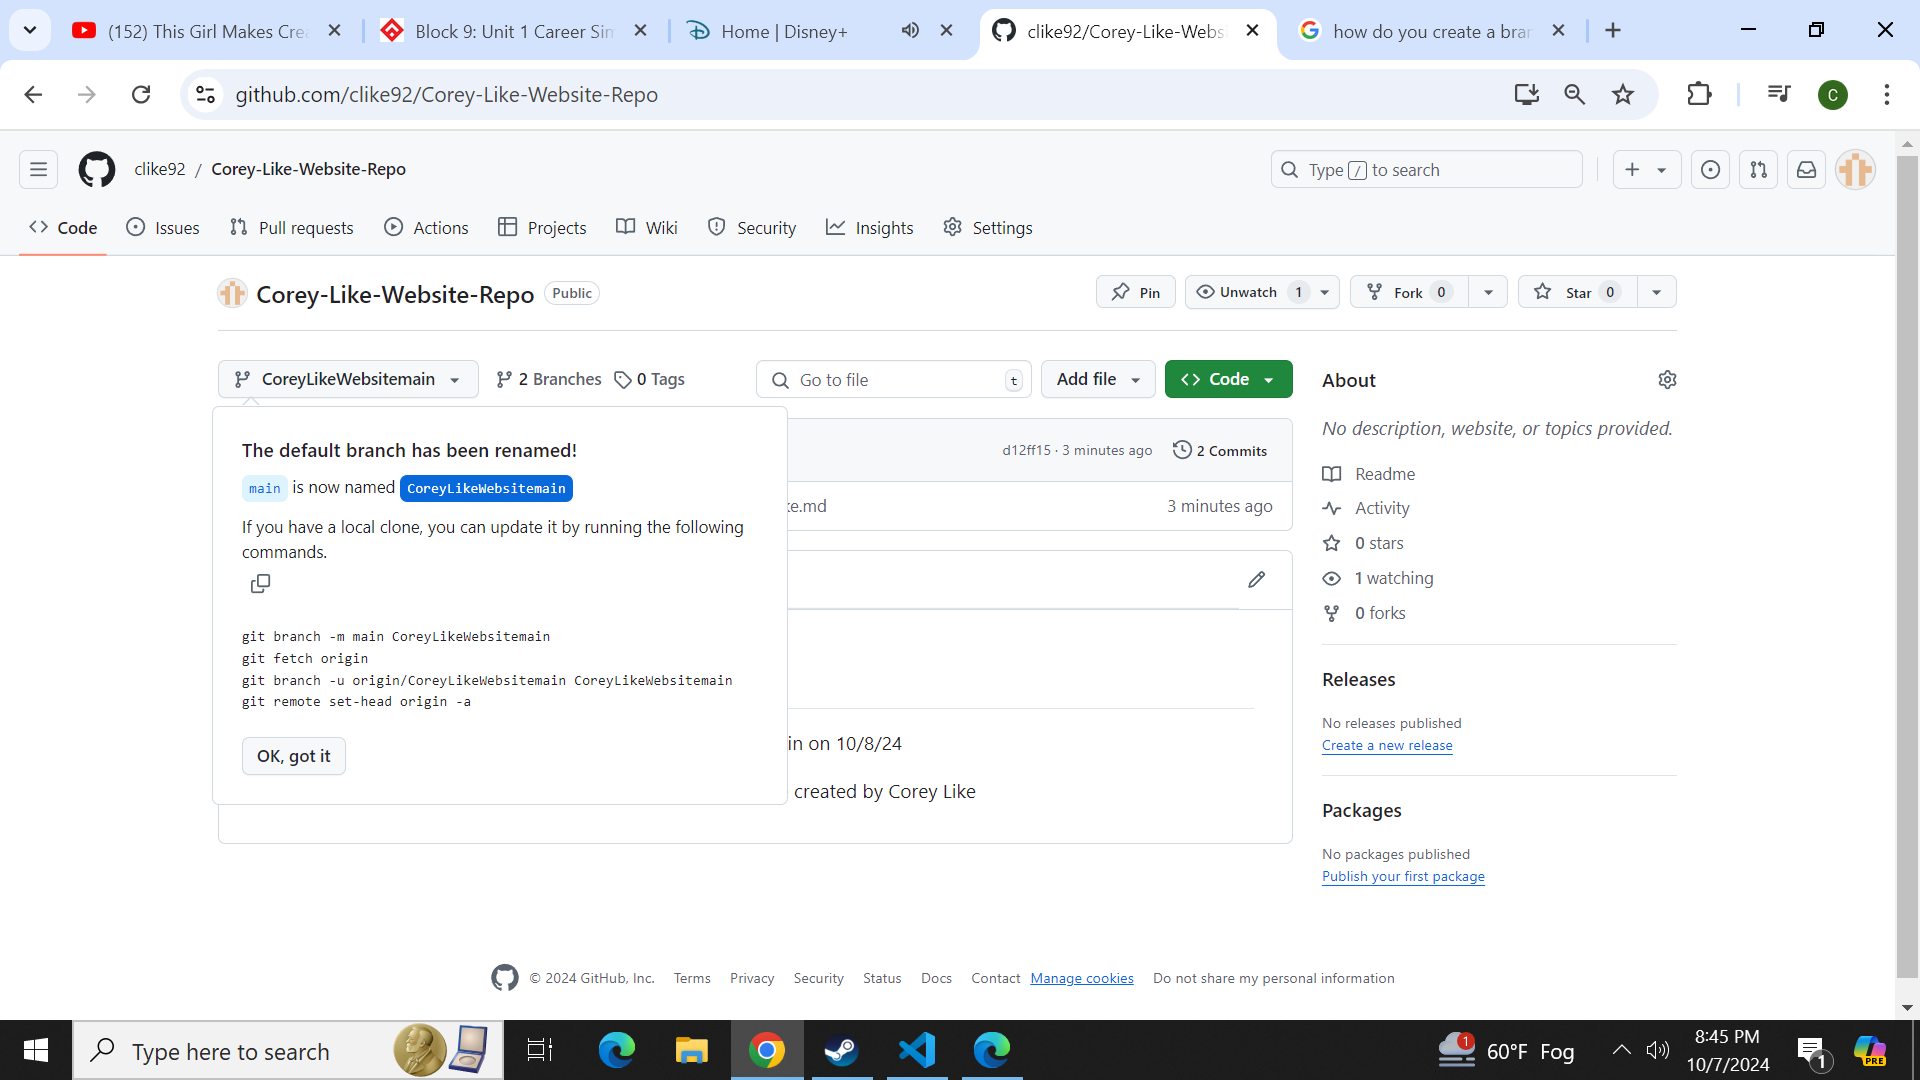 (152) This Girl Makes Crea
Block 9: Unit 1 Career Sim
Home | Disney+
clike92/Corey-Like-Webs
how do you create a bran
github.com/clike92/Corey-Like-Website-Repo
C
clike92 / Corey-Like-Website-Repo
Type / to search
Code
Issues
Pull requests
Actions
Projects
Wiki
Security
Insights
Settings
Corey-Like-Website-Repo Public
Pin
Unwatch 1
Fork 0
Star 0
CoreyLikeWebsitemain
2 Branches
0 Tags
Go to file t
Add file
Code
About
No description, website, or topics provided.
Readme
Activity
0 stars
1 watching
0 forks
Releases
No releases published
Create a new release
Packages
No packages published
Publish your first package
The default branch has been renamed!
main is now named CoreyLikeWebsitemain
If you have a local clone, you can update it by running the following
commands.
git branch -m main CoreyLikeWebsitemain
git fetch origin
git branch -u origin/CoreyLikeWebsitemain CoreyLikeWebsitemain
git remote set-head origin -a
OK, got it
d12ff15 · 3 minutes ago
2 Commits
ke.md
3 minutes ago
in on 10/8/24
created by Corey Like
© 2024 GitHub, Inc.
Terms
Privacy
Security
Status
Docs
Contact
Manage cookies
Do not share my personal information
Type here to search
1
60°F Fog
8:45 PM
10/7/2024
1
PRE